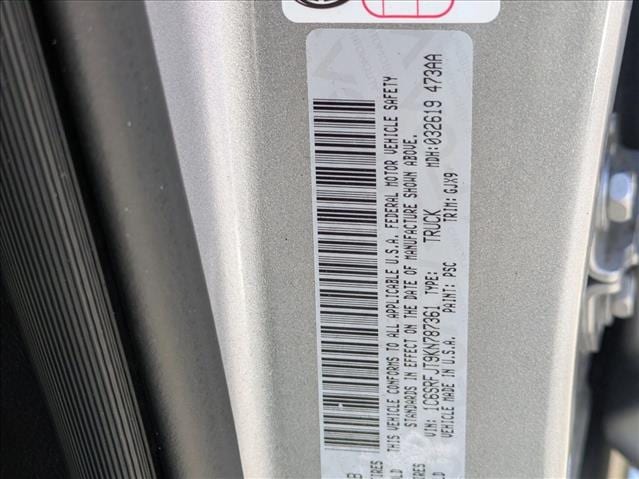 THIS VEHICLE CONFORMS TO ALL APPLICABLE U.S.A. FEDERAL MOTOR VEHICLE SAFETY
STANDARDS IN EFFECT ON THE DATE OF MANUFACTURE SHOWN ABOVE.
VIN: 1C6SRFJT9KN787361 TYPE: TRUCK MDH:032619 473AA
VEHICLE MADE IN U.S.A. PAINT: PSC TRIM: GJX9